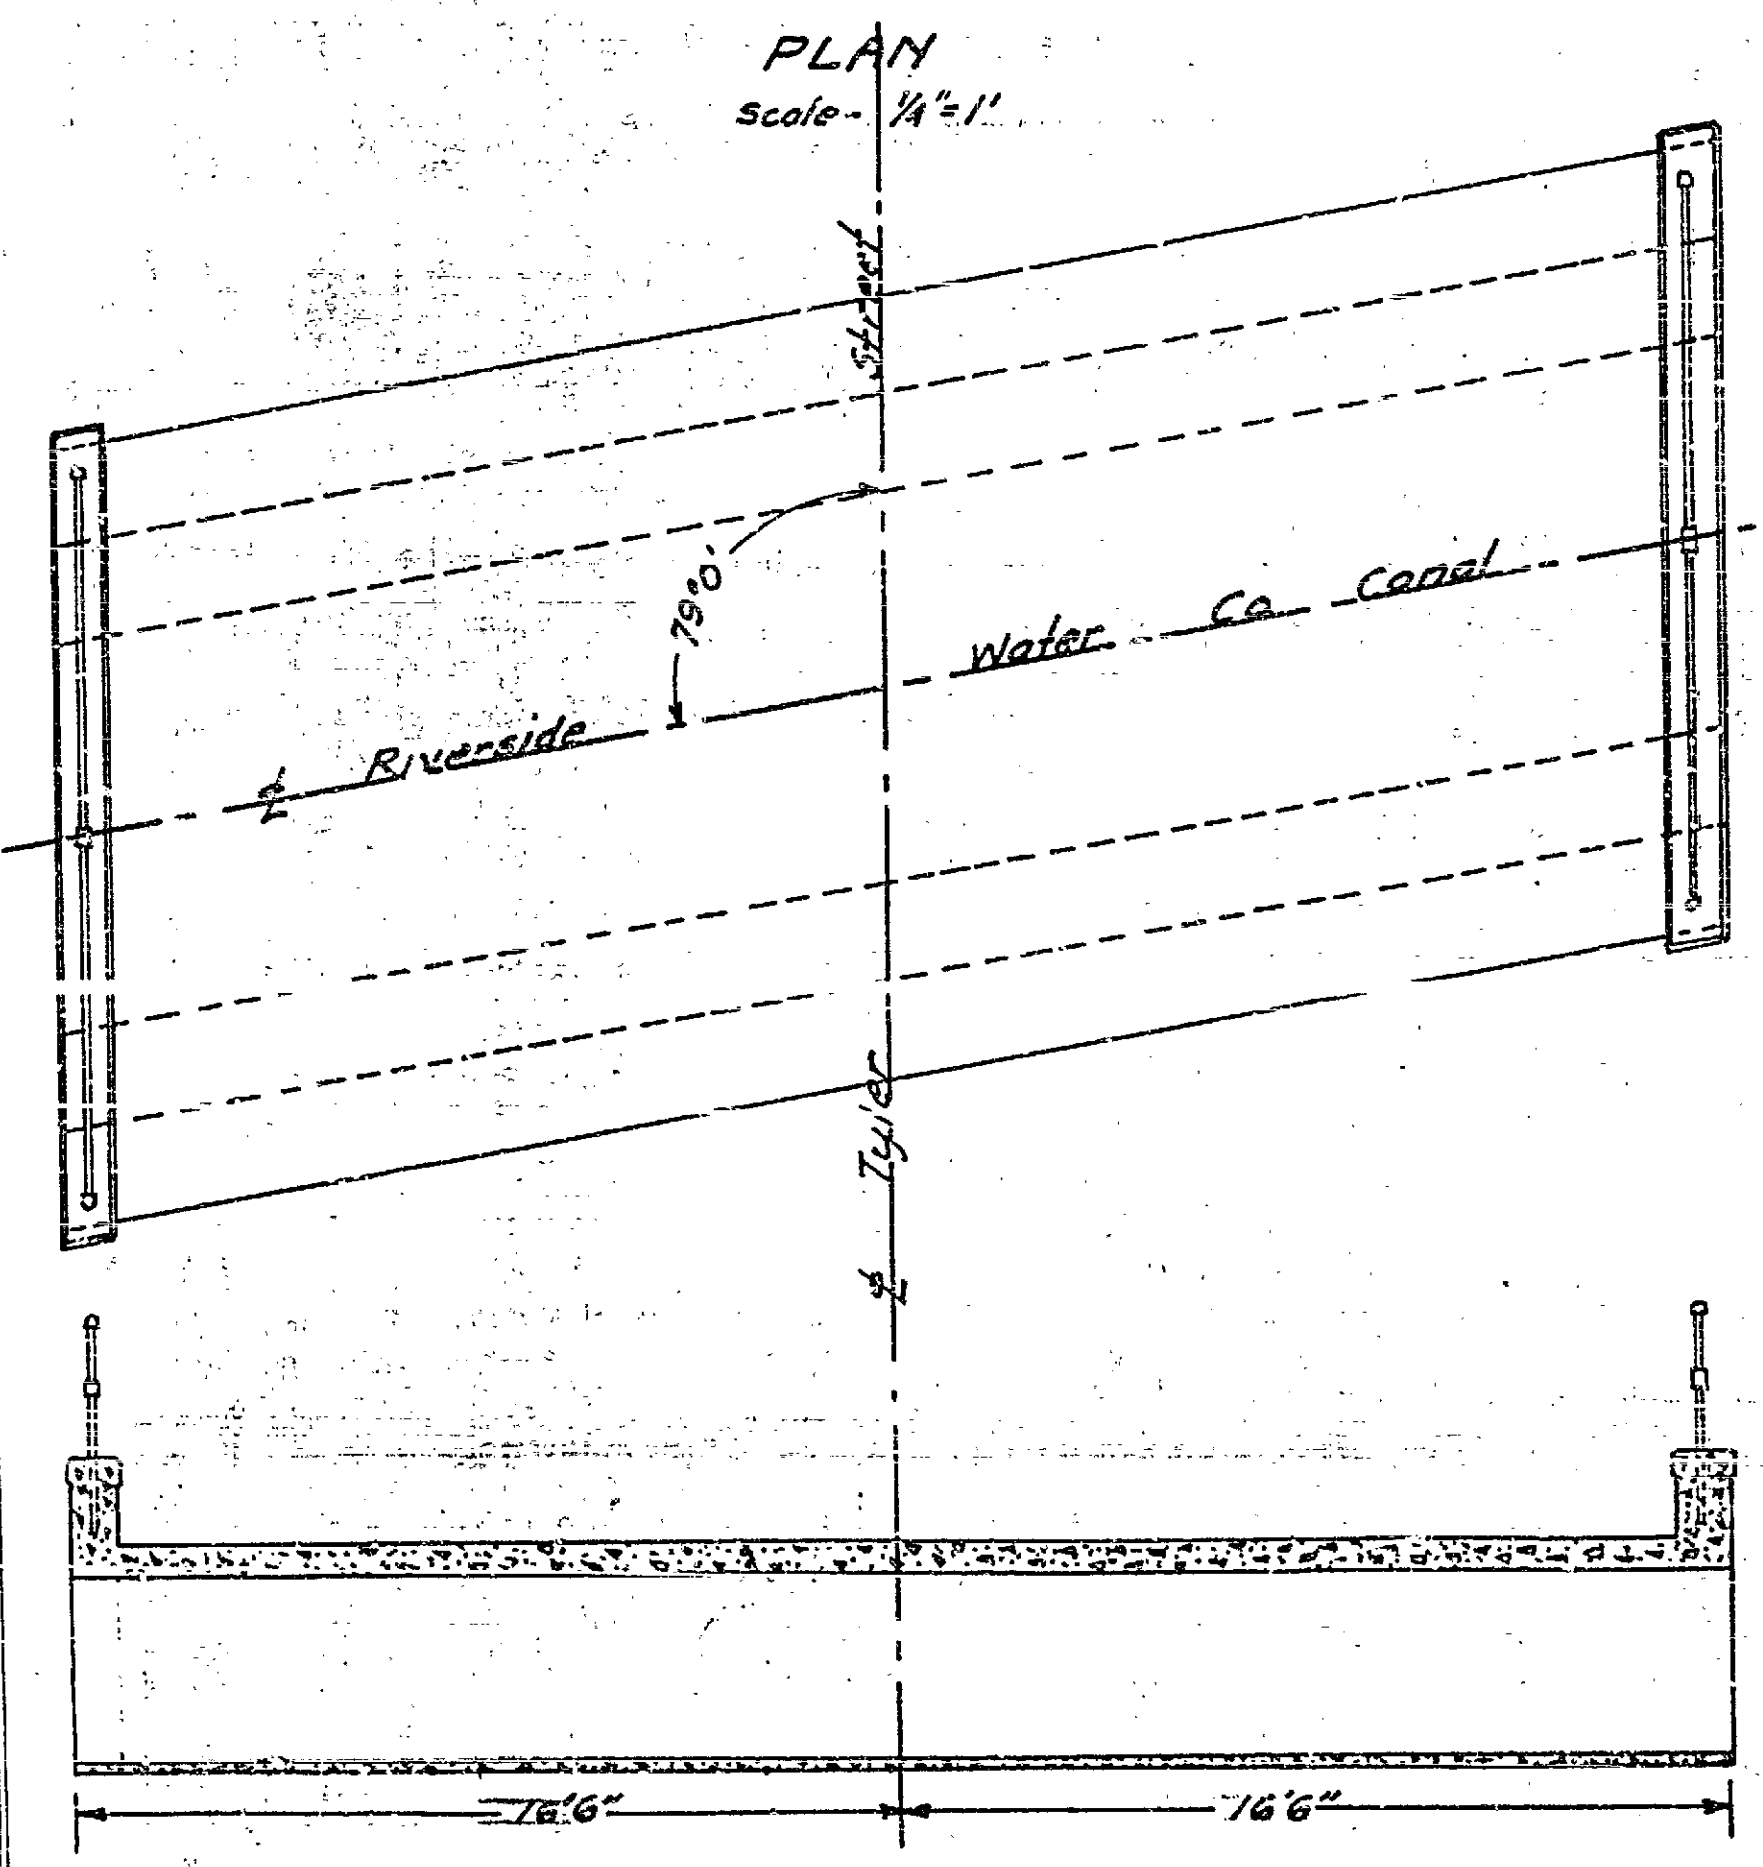 PLAN
Scale- 1/4"=1'
℄ Tyler Street
79°0'
℄ Riverside Water Co Canal
16'6"
16'6"